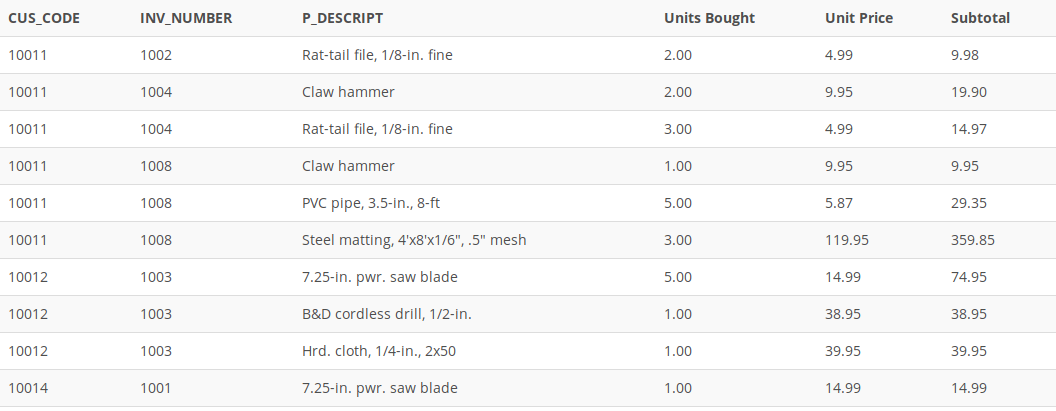 CUS_CODE INV_NUMBER P_DESCRIPT Units Bought Unit Price Subtotal
10011 1002 Rat-tail file, 1/8-in. fine 2.00 4.99 9.98
10011 1004 Claw hammer 2.00 9.95 19.90
10011 1004 Rat-tail file, 1/8-in. fine 3.00 4.99 14.97
10011 1008 Claw hammer 1.00 9.95 9.95
10011 1008 PVC pipe, 3.5-in., 8-ft 5.00 5.87 29.35
10011 1008 Steel matting, 4'x8'x1/6", .5" mesh 3.00 119.95 359.85
10012 1003 7.25-in. pwr. saw blade 5.00 14.99 74.95
10012 1003 B&D cordless drill, 1/2-in. 1.00 38.95 38.95
10012 1003 Hrd. cloth, 1/4-in., 2x50 1.00 39.95 39.95
10014 1001 7.25-in. pwr. saw blade 1.00 14.99 14.99